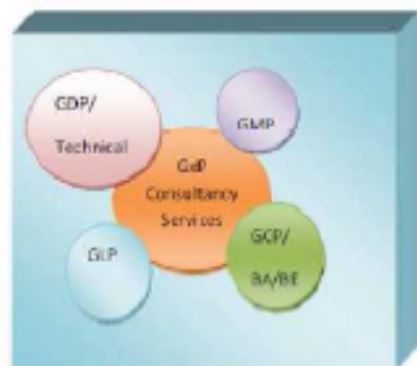 GDP/
Technical
GMP
GxP
Consultancy
Services
GLP
GCP/
BA/BE